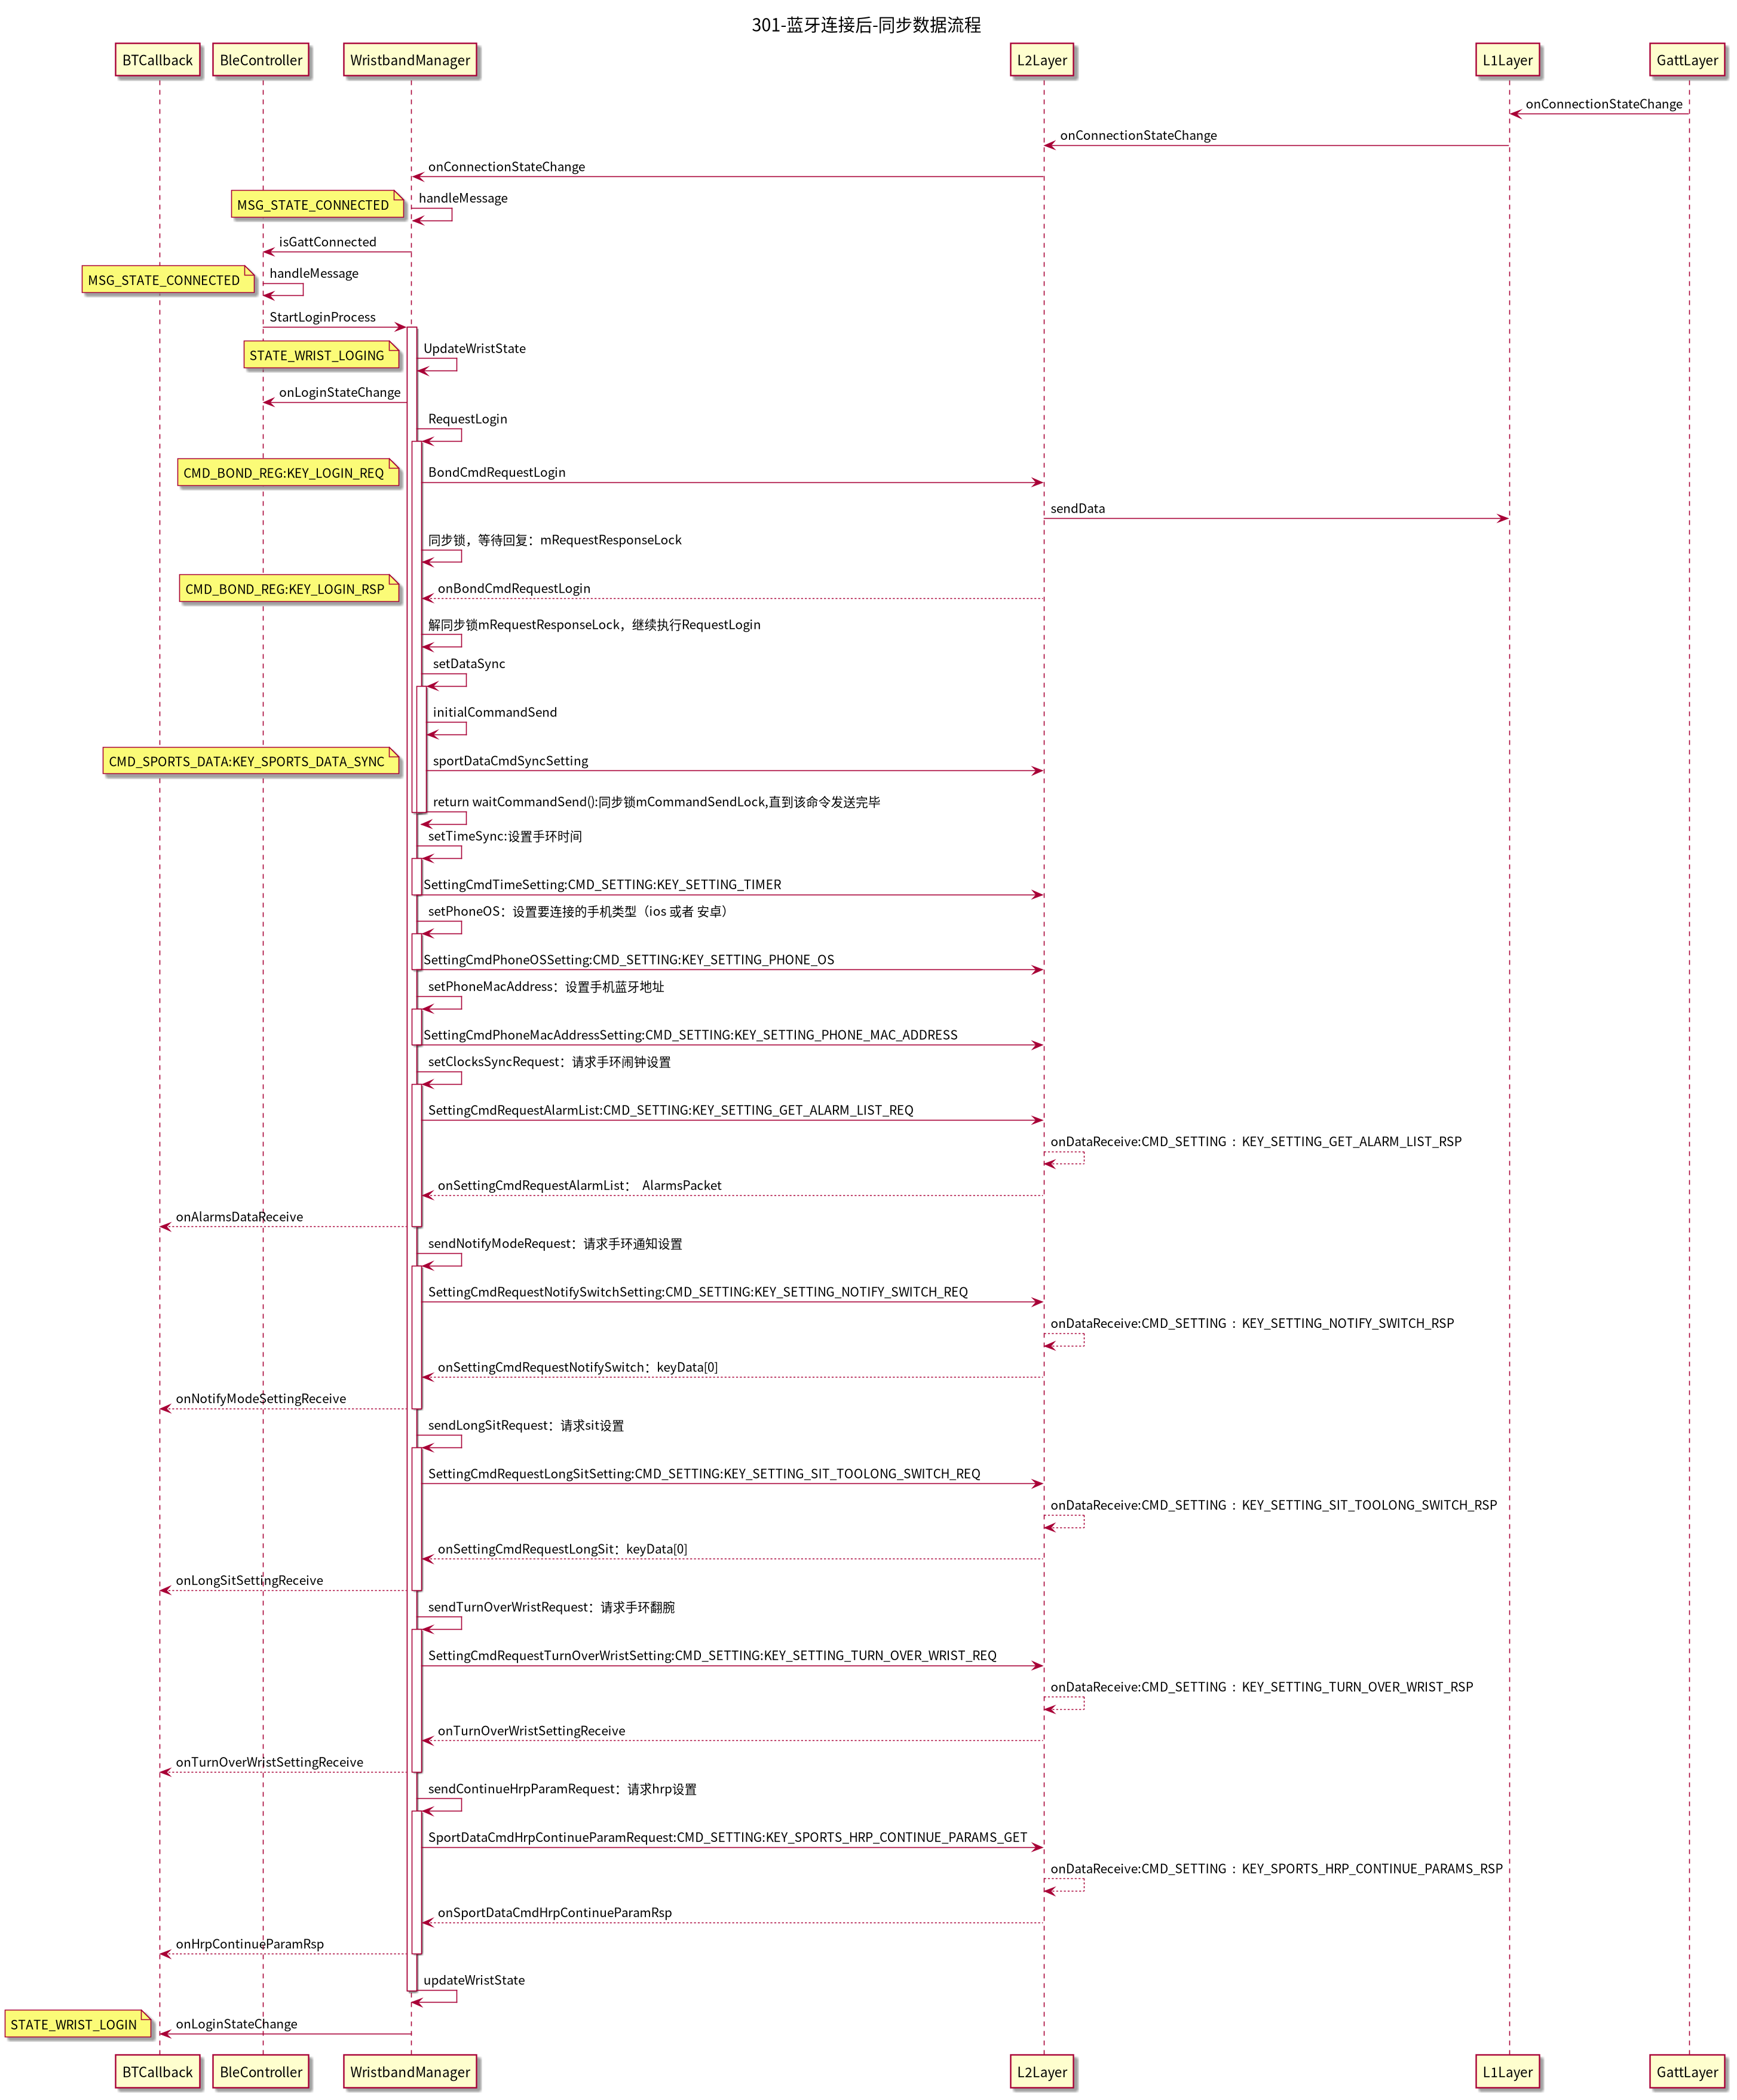 301-蓝牙连接后-同步数据流程
BTCallback
BleController
WristbandManager
L2Layer
L1Layer
GattLayer
onConnectionStateChange
onConnectionStateChange
onConnectionStateChange
MSG_STATE_CONNECTED
handleMessage
isGattConnected
MSG_STATE_CONNECTED
handleMessage
StartLoginProcess
STATE_WRIST_LOGING
UpdateWristState
onLoginStateChange
RequestLogin
CMD_BOND_REG:KEY_LOGIN_REQ
BondCmdRequestLogin
sendData
同步锁，等待回复：mRequestResponseLock
CMD_BOND_REG:KEY_LOGIN_RSP
onBondCmdRequestLogin
解同步锁mRequestResponseLock，继续执行RequestLogin
setDataSync
initialCommandSend
CMD_SPORTS_DATA:KEY_SPORTS_DATA_SYNC
sportDataCmdSyncSetting
return waitCommandSend():同步锁mCommandSendLock,直到该命令发送完毕
setTimeSync:设置手环时间
SettingCmdTimeSetting:CMD_SETTING:KEY_SETTING_TIMER
setPhoneOS：设置要连接的手机类型（ios 或者 安卓）
SettingCmdPhoneOSSetting:CMD_SETTING:KEY_SETTING_PHONE_OS
setPhoneMacAddress：设置手机蓝牙地址
SettingCmdPhoneMacAddressSetting:CMD_SETTING:KEY_SETTING_PHONE_MAC_ADDRESS
setClocksSyncRequest：请求手环闹钟设置
SettingCmdRequestAlarmList:CMD_SETTING:KEY_SETTING_GET_ALARM_LIST_REQ
onDataReceive:CMD_SETTING : KEY_SETTING_GET_ALARM_LIST_RSP
onSettingCmdRequestAlarmList： AlarmsPacket
onAlarmsDataReceive
sendNotifyModeRequest：请求手环通知设置
SettingCmdRequestNotifySwitchSetting:CMD_SETTING:KEY_SETTING_NOTIFY_SWITCH_REQ
onDataReceive:CMD_SETTING : KEY_SETTING_NOTIFY_SWITCH_RSP
onSettingCmdRequestNotifySwitch：keyData[0]
onNotifyModeSettingReceive
sendLongSitRequest：请求sit设置
SettingCmdRequestLongSitSetting:CMD_SETTING:KEY_SETTING_SIT_TOOLONG_SWITCH_REQ
onDataReceive:CMD_SETTING : KEY_SETTING_SIT_TOOLONG_SWITCH_RSP
onSettingCmdRequestLongSit：keyData[0]
onLongSitSettingReceive
sendTurnOverWristRequest：请求手环翻腕
SettingCmdRequestTurnOverWristSetting:CMD_SETTING:KEY_SETTING_TURN_OVER_WRIST_REQ
onDataReceive:CMD_SETTING : KEY_SETTING_TURN_OVER_WRIST_RSP
onTurnOverWristSettingReceive
onTurnOverWristSettingReceive
sendContinueHrpParamRequest：请求hrp设置
SportDataCmdHrpContinueParamRequest:CMD_SETTING:KEY_SPORTS_HRP_CONTINUE_PARAMS_GET
onDataReceive:CMD_SETTING : KEY_SPORTS_HRP_CONTINUE_PARAMS_RSP
onSportDataCmdHrpContinueParamRsp
onHrpContinueParamRsp
updateWristState
STATE_WRIST_LOGIN
onLoginStateChange
BTCallback
BleController
WristbandManager
L2Layer
L1Layer
GattLayer